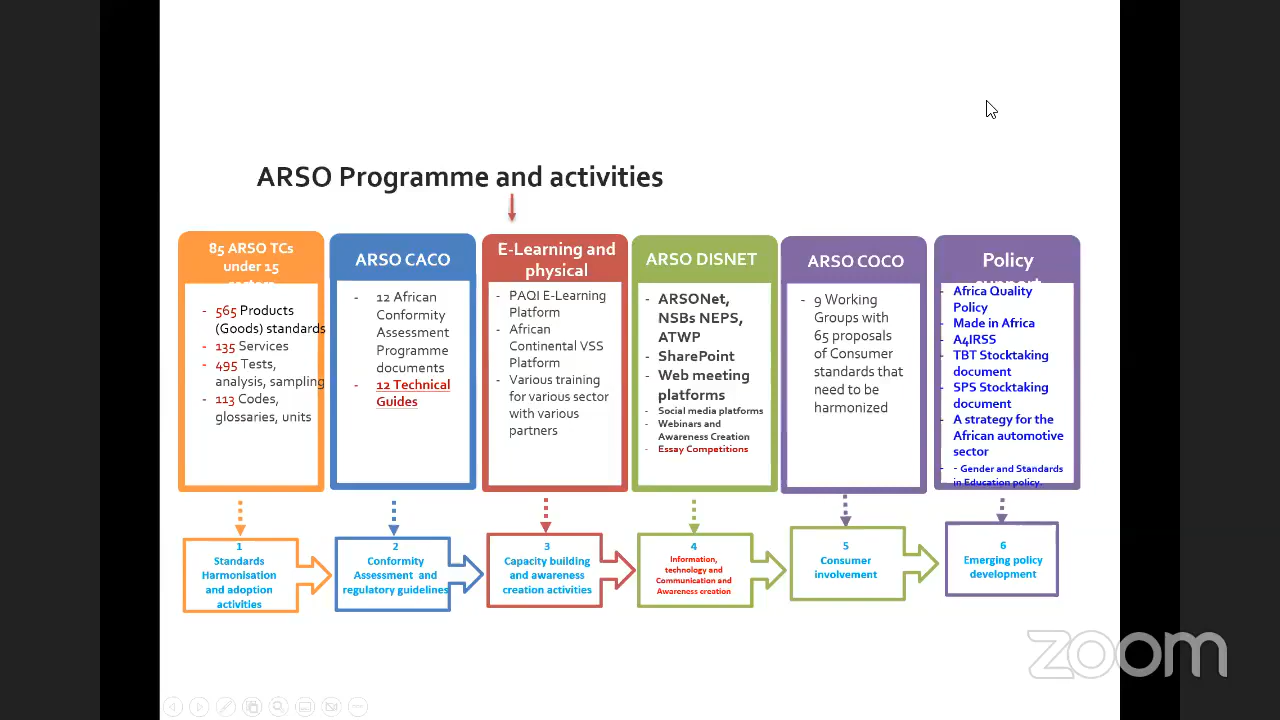 ARSO Programme and activities
85 ARSO TCs
under 15
sectors
- 565 Products
(Goods) standards
- 135 Services
- 495 Tests,
analysis, sampling
- 113 Codes,
glossaries, units
ARSO CACO
- 12 African
Conformity
Assessment
Programme
documents
- 12 Technical
Guides
E-Learning and
physical
- PAQI E-Learning
Platform
- African
Continental VSS
Platform
- Various training
for various sector
with various
partners
ARSO DISNET
- ARSONet,
NSBs NEPS,
ATWP
- SharePoint
- Web meeting
platforms
- Social media platforms
- Webinars and
Awareness Creation
- Essay Competitions
ARSO COCO
- 9 Working
Groups with
65 proposals
of Consumer
standards that
need to be
harmonized
Policy
support
- Africa Quality
Policy
- Made in Africa
- A4IRSS
- TBT Stocktaking
document
- SPS Stocktaking
document
- A strategy for the
African automotive
sector
- - Gender and Standards
in Education policy.
1
Standards
Harmonisation
and adoption
activities
2
Conformity
Assessment and
regulatory guidelines
3
Capacity building
and awareness
creation activities
4
Information,
technology and
Communication and
Awareness creation
5
Consumer
involvement
6
Emerging policy
development
zoom